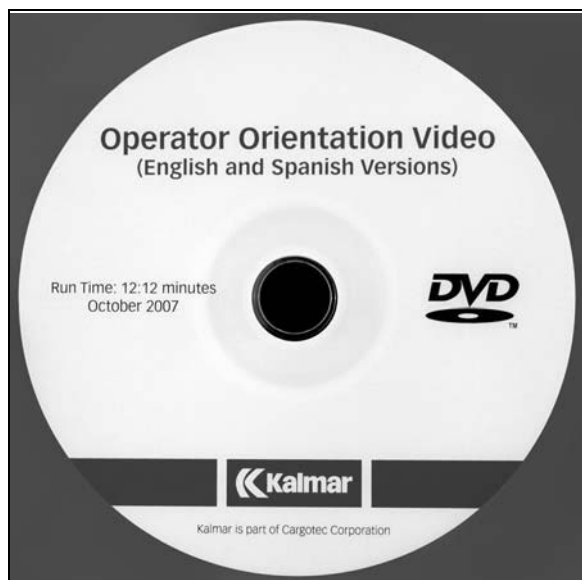 Operator Orientation Video
(English and Spanish Versions)
Run Time: 12:12 minutes
October 2007
DVD
TM
Kalmar
Kalmar is part of Cargotec Corporation